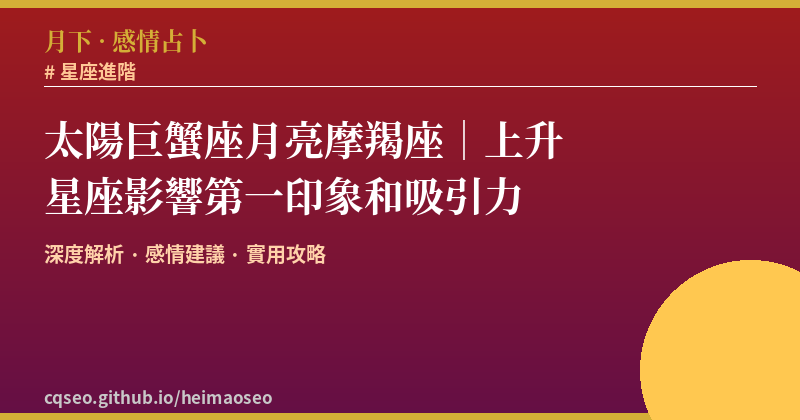 月下 · 感情占卜
# 星座進階
太陽巨蟹座月亮摩羯座｜上升
星座影響第一印象和吸引力
深度解析 · 感情建議 · 實用攻略
cqseo.github.io/heimaoseo